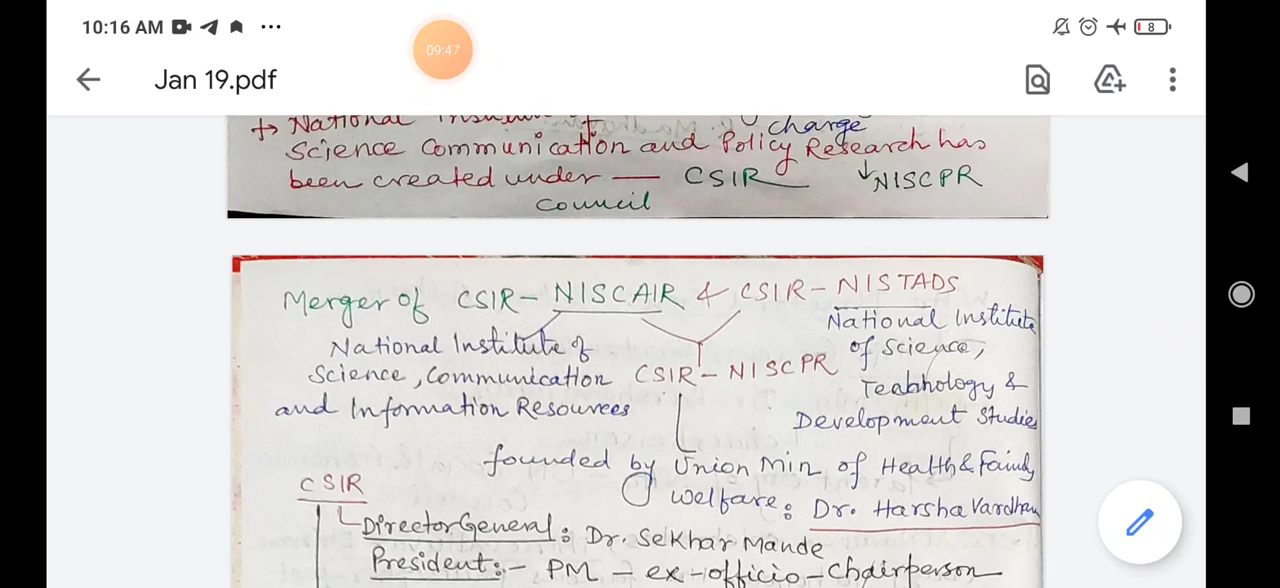 10:16 AM
09:47
8
Jan 19.pdf
→ National
charge
Science Communication and Policy Research has
been created under — CSIR ↓ NISCPR
Council
Merger of CSIR- NISCAIR & CSIR- NISTADS
National Institute of
Science, Communication
and Information Resources
CSIR - NISCPR
National Institute
of Science,
Teabhology &
Development Studies
founded by Union Min of Health & Family
welfare: Dr. Harsha Vardhan
CSIR
Director General: Dr. Sekhar Mande
President:- PM - ex-officio - Chairperson